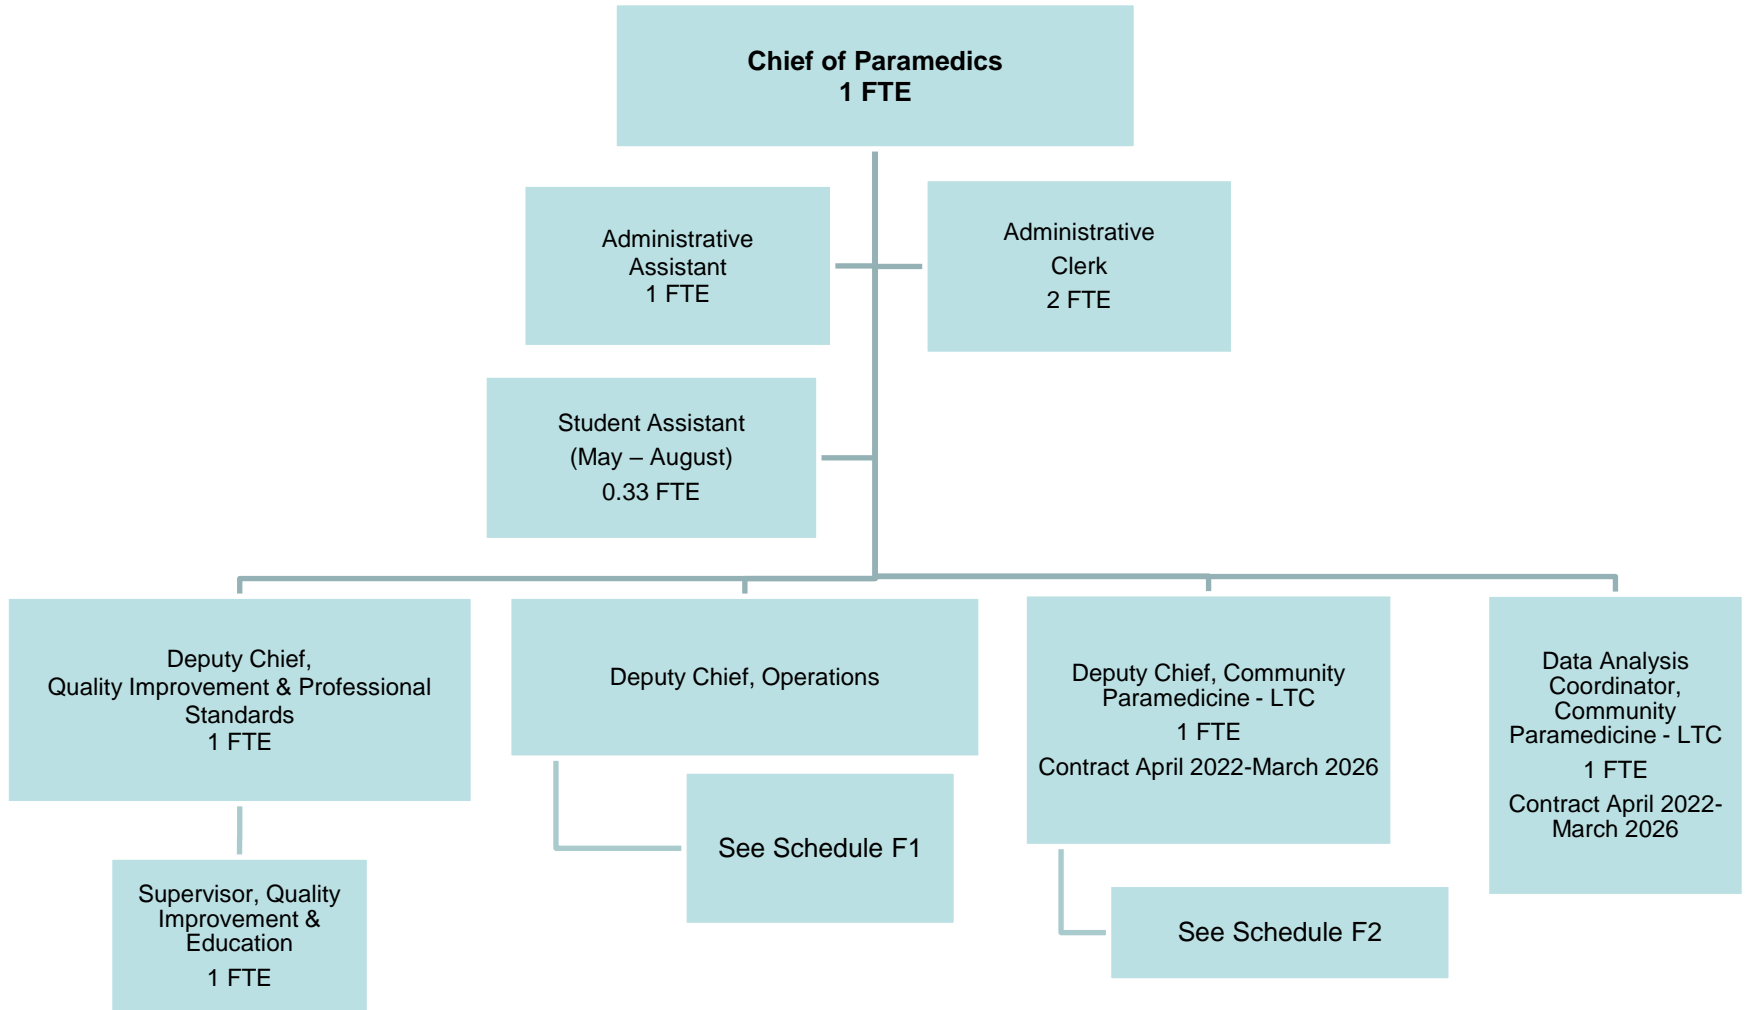 Chief of Paramedics
1 FTE
Administrative
Assistant
1 FTE
Administrative
Clerk
2 FTE
Student Assistant
(May – August)
0.33 FTE
Deputy Chief,
Quality Improvement & Professional
Standards
1 FTE
Deputy Chief, Operations
Deputy Chief, Community
Paramedicine - LTC
1 FTE
Contract April 2022-March 2026
Data Analysis
Coordinator,
Community
Paramedicine - LTC
1 FTE
Contract April 2022-
March 2026
Supervisor, Quality
Improvement &
Education
1 FTE
See Schedule F1
See Schedule F2